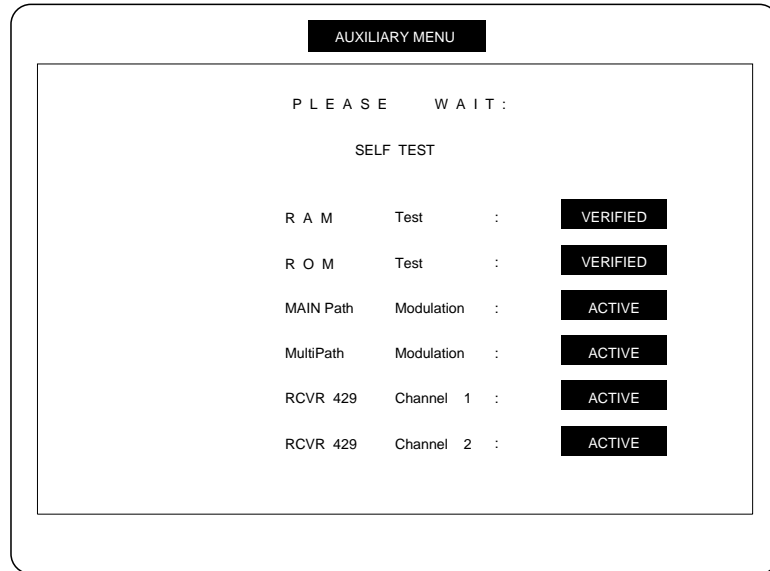 AUXILIARY MENU
P L E A S E W A I T :
SELF TEST
R A M Test : VERIFIED
R O M Test : VERIFIED
MAIN Path Modulation : ACTIVE
MultiPath Modulation : ACTIVE
RCVR 429 Channel 1 : ACTIVE
RCVR 429 Channel 2 : ACTIVE